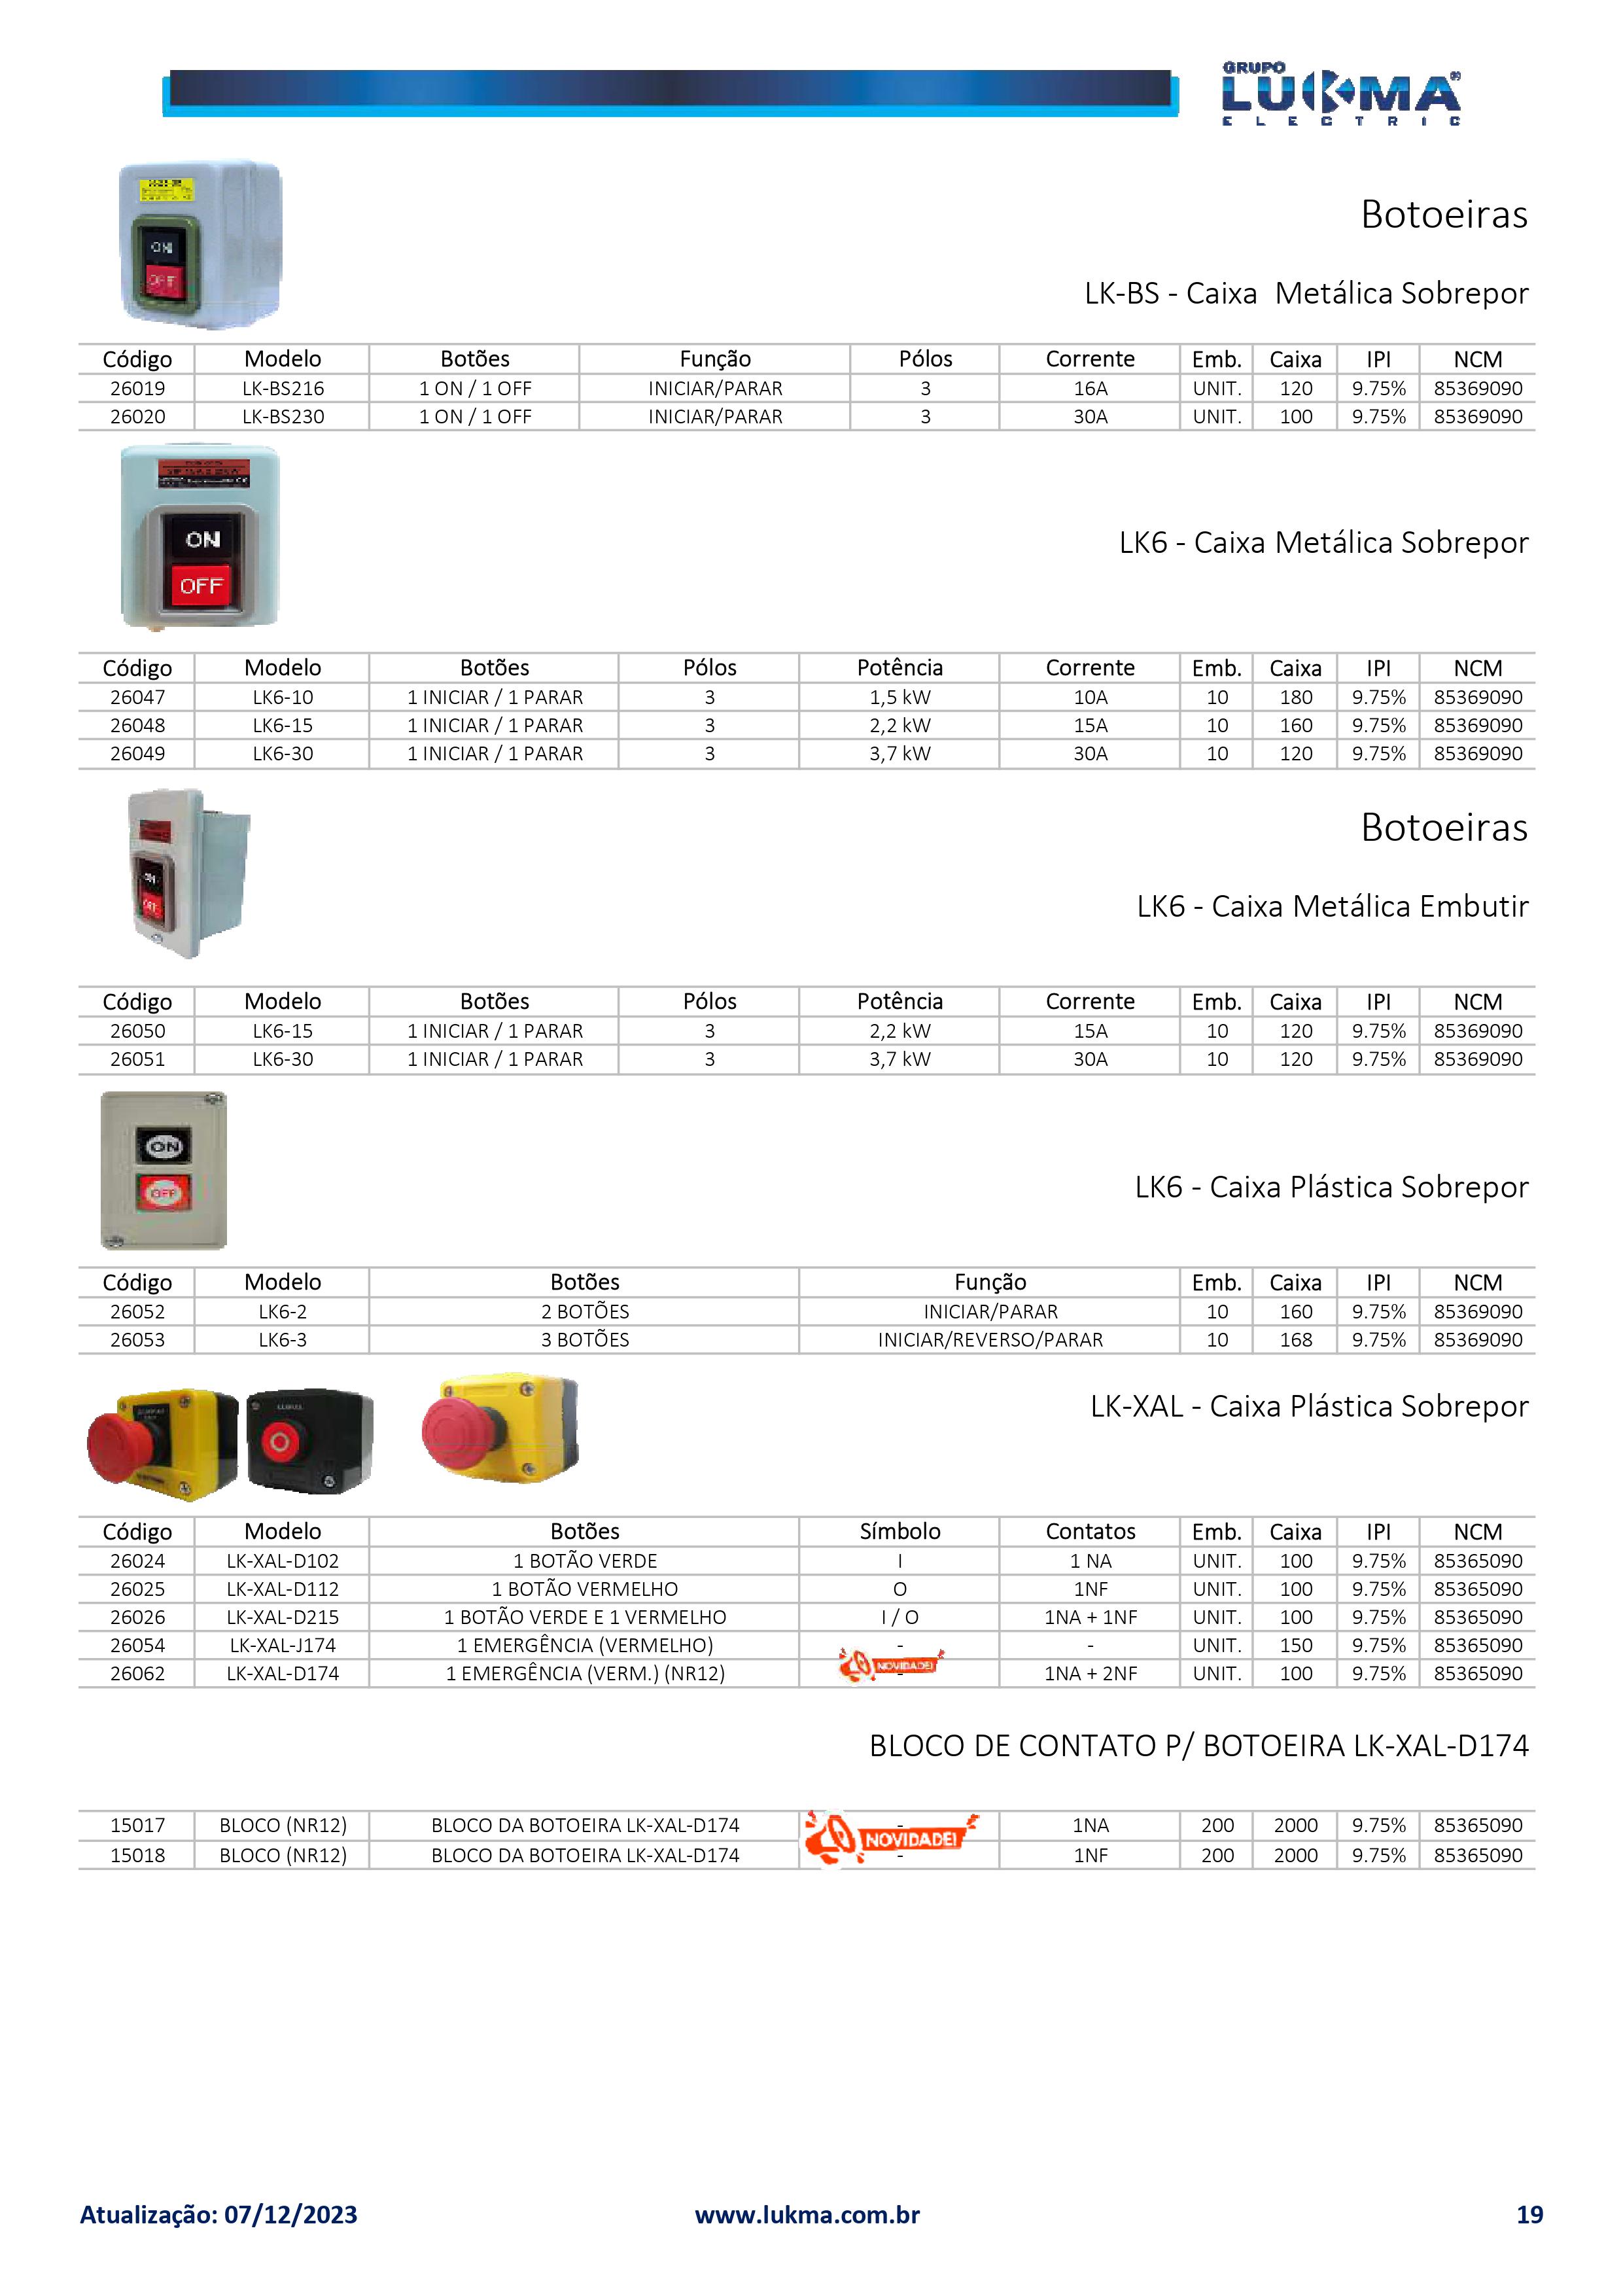 GRUPO
LUKMA®
ELECTRIC
ON
OFF
Botoeiras
LK-BS - Caixa Metálica Sobrepor
Código Modelo Botões Função Pólos Corrente Emb. Caixa IPI NCM
26019 LK-BS216 1 ON / 1 OFF INICIAR/PARAR 3 16A UNIT. 120 9.75% 85369090
26020 LK-BS230 1 ON / 1 OFF INICIAR/PARAR 3 30A UNIT. 100 9.75% 85369090
ON
OFF
LK6 - Caixa Metálica Sobrepor
Código Modelo Botões Pólos Potência Corrente Emb. Caixa IPI NCM
26047 LK6-10 1 INICIAR / 1 PARAR 3 1,5 kW 10A 10 180 9.75% 85369090
26048 LK6-15 1 INICIAR / 1 PARAR 3 2,2 kW 15A 10 160 9.75% 85369090
26049 LK6-30 1 INICIAR / 1 PARAR 3 3,7 kW 30A 10 120 9.75% 85369090
Botoeiras
ON
OFF
LK6 - Caixa Metálica Embutir
Código Modelo Botões Pólos Potência Corrente Emb. Caixa IPI NCM
26050 LK6-15 1 INICIAR / 1 PARAR 3 2,2 kW 15A 10 120 9.75% 85369090
26051 LK6-30 1 INICIAR / 1 PARAR 3 3,7 kW 30A 10 120 9.75% 85369090
ON
OFF
LK6 - Caixa Plástica Sobrepor
Código Modelo Botões Função Emb. Caixa IPI NCM
26052 LK6-2 2 BOTÕES INICIAR/PARAR 10 160 9.75% 85369090
26053 LK6-3 3 BOTÕES INICIAR/REVERSO/PARAR 10 168 9.75% 85369090
LK-XAL - Caixa Plástica Sobrepor
Código Modelo Botões Símbolo Contatos Emb. Caixa IPI NCM
26024 LK-XAL-D102 1 BOTÃO VERDE I 1 NA UNIT. 100 9.75% 85365090
26025 LK-XAL-D112 1 BOTÃO VERMELHO O 1NF UNIT. 100 9.75% 85365090
26026 LK-XAL-D215 1 BOTÃO VERDE E 1 VERMELHO I / O 1NA + 1NF UNIT. 100 9.75% 85365090
26054 LK-XAL-J174 1 EMERGÊNCIA (VERMELHO) - - UNIT. 150 9.75% 85365090
NOVIDADE!
26062 LK-XAL-D174 1 EMERGÊNCIA (VERM.) (NR12) - 1NA + 2NF UNIT. 100 9.75% 85365090
BLOCO DE CONTATO P/ BOTOEIRA LK-XAL-D174
15017 BLOCO (NR12) BLOCO DA BOTOEIRA LK-XAL-D174 - 1NA 200 2000 9.75% 85365090
NOVIDADE!
15018 BLOCO (NR12) BLOCO DA BOTOEIRA LK-XAL-D174 - 1NF 200 2000 9.75% 85365090
Atualização: 07/12/2023 www.lukma.com.br 19